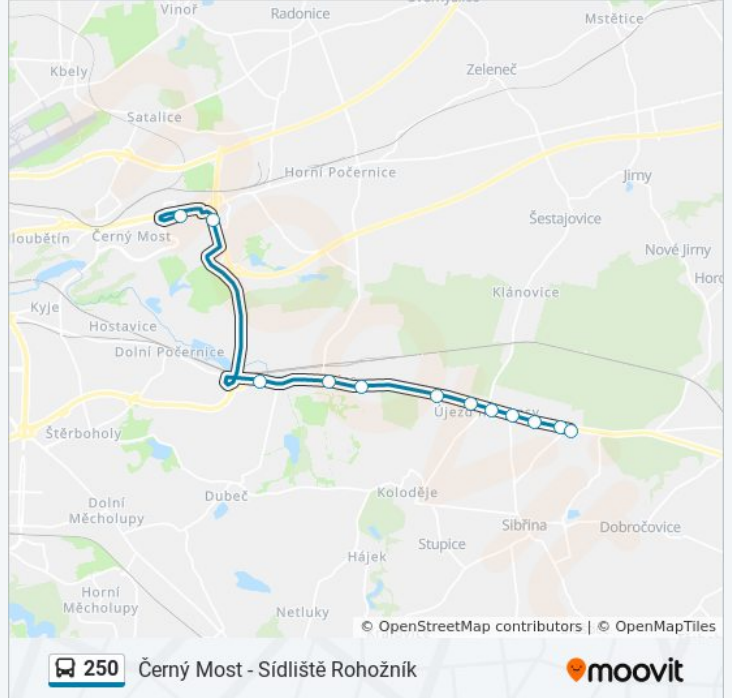 Vinoř
Radonice
Mstětice
Kbely
Zeleneč
Satalice
Horní Počernice
Jirny
Šestajovice
Černý Most
Nové Jirny
Kyje
Klánovice
Hostavice
Dolní Počernice
Štěrboholy
Dubeč
Koloděje
Dolní
Měcholupy
Sibřina
Dobročovice
Stupice
Hájek
Horní
Měcholupy
Netluky
© OpenStreetMap contributors | © OpenMapTiles
250 Černý Most - Sídliště Rohožník moovit